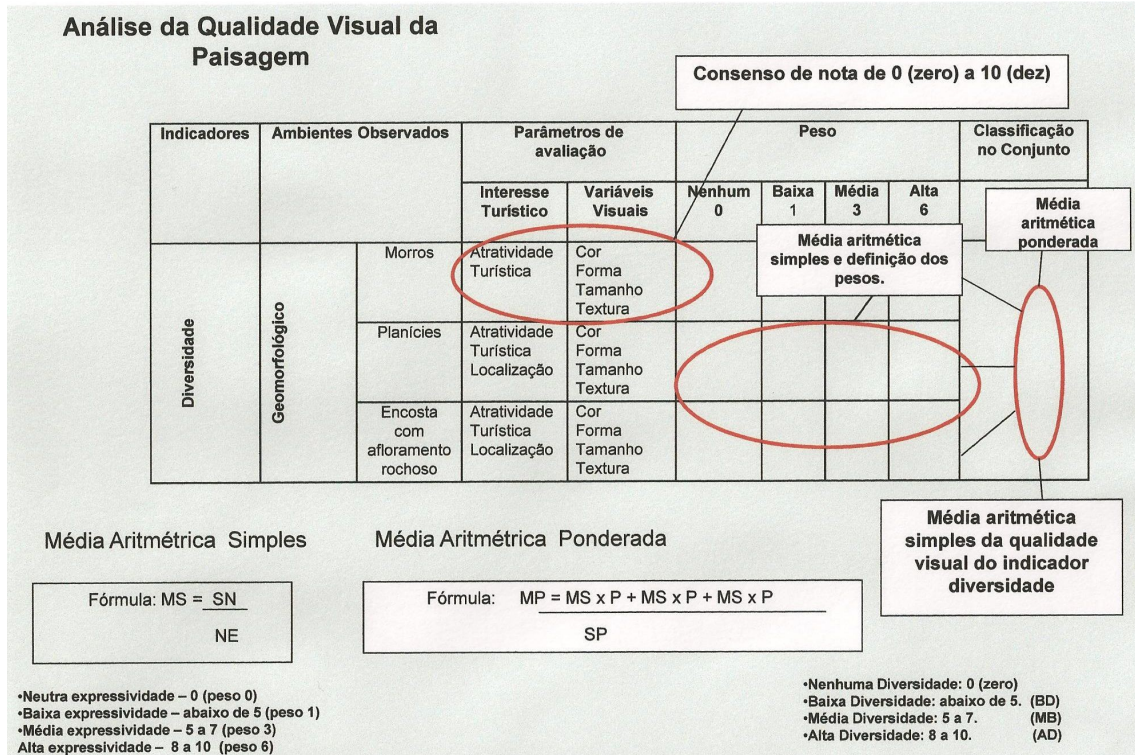 Análise da Qualidade Visual da
Paisagem
Consenso de nota de 0 (zero) a 10 (dez)
Indicadores
Ambientes Observados
Parâmetros de
avaliação
Peso
Classificação
no Conjunto
Interesse
Turístico
Variáveis
Visuais
Nenhum
0
Baixa
1
Média
3
Alta
6
Média
aritmética
ponderada
Média aritmética
simples e definição dos
pesos.
Diversidade
Geomorfológico
Morros
Atratividade
Turística
Cor
Forma
Tamanho
Textura
Planícies
Atratividade
Turística
Localização
Cor
Forma
Tamanho
Textura
Encosta
com
afloramento
rochoso
Atratividade
Turística
Localização
Cor
Forma
Tamanho
Textura
Média aritmética
simples da qualidade
visual do indicador
diversidade
Média Aritmétrica Simples
Média Aritmétrica Ponderada
Fórmula: MS = SN
NE
Fórmula: MP = MS x P + MS x P + MS x P
SP
•Neutra expressividade – 0 (peso 0)
•Baixa expressividade – abaixo de 5 (peso 1)
•Média expressividade – 5 a 7 (peso 3)
Alta expressividade – 8 a 10 (peso 6)
•Nenhuma Diversidade: 0 (zero)
•Baixa Diversidade: abaixo de 5. (BD)
•Média Diversidade: 5 a 7. (MB)
•Alta Diversidade: 8 a 10. (AD)